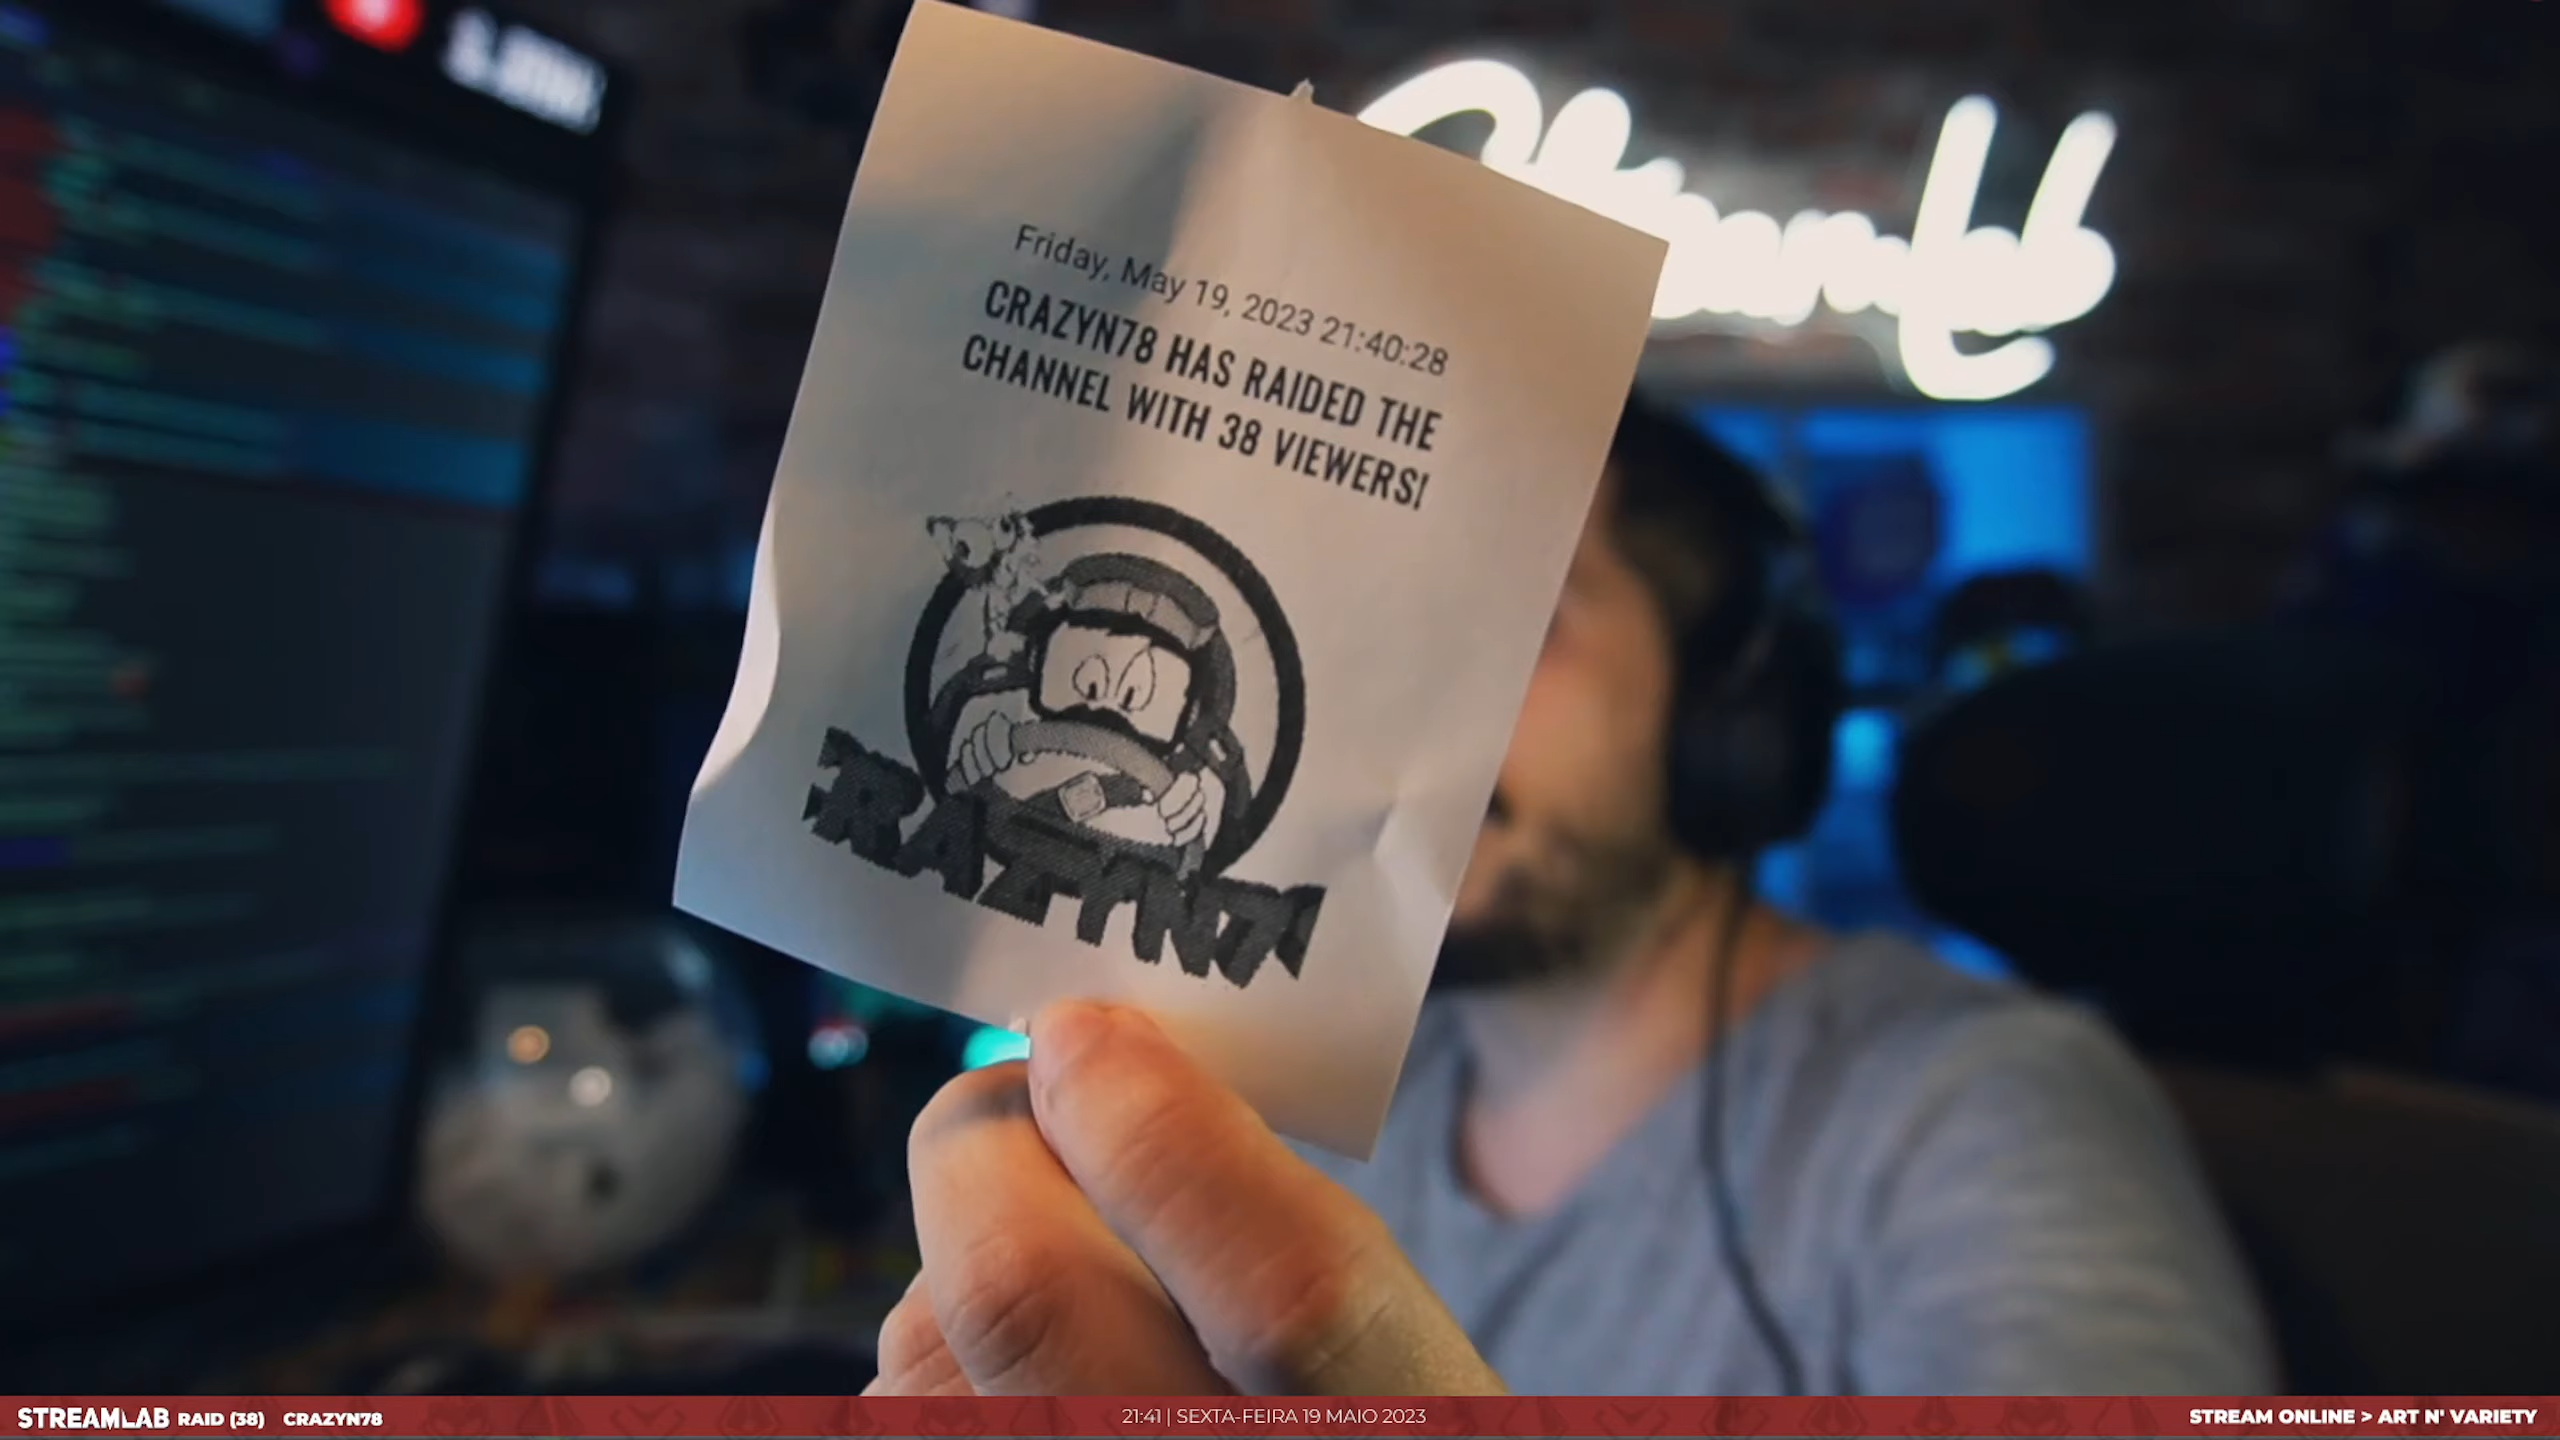 Friday, May 19, 2023 21:40:28
CRAZYN78 HAS RAIDED THE
CHANNEL WITH 38 VIEWERS!
RAZYN7
STREAMLAB RAID (38) CRAZYN78
21:41 | SEXTA-FEIRA 19 MAIO 2023
STREAM ONLINE > ART N' VARIETY